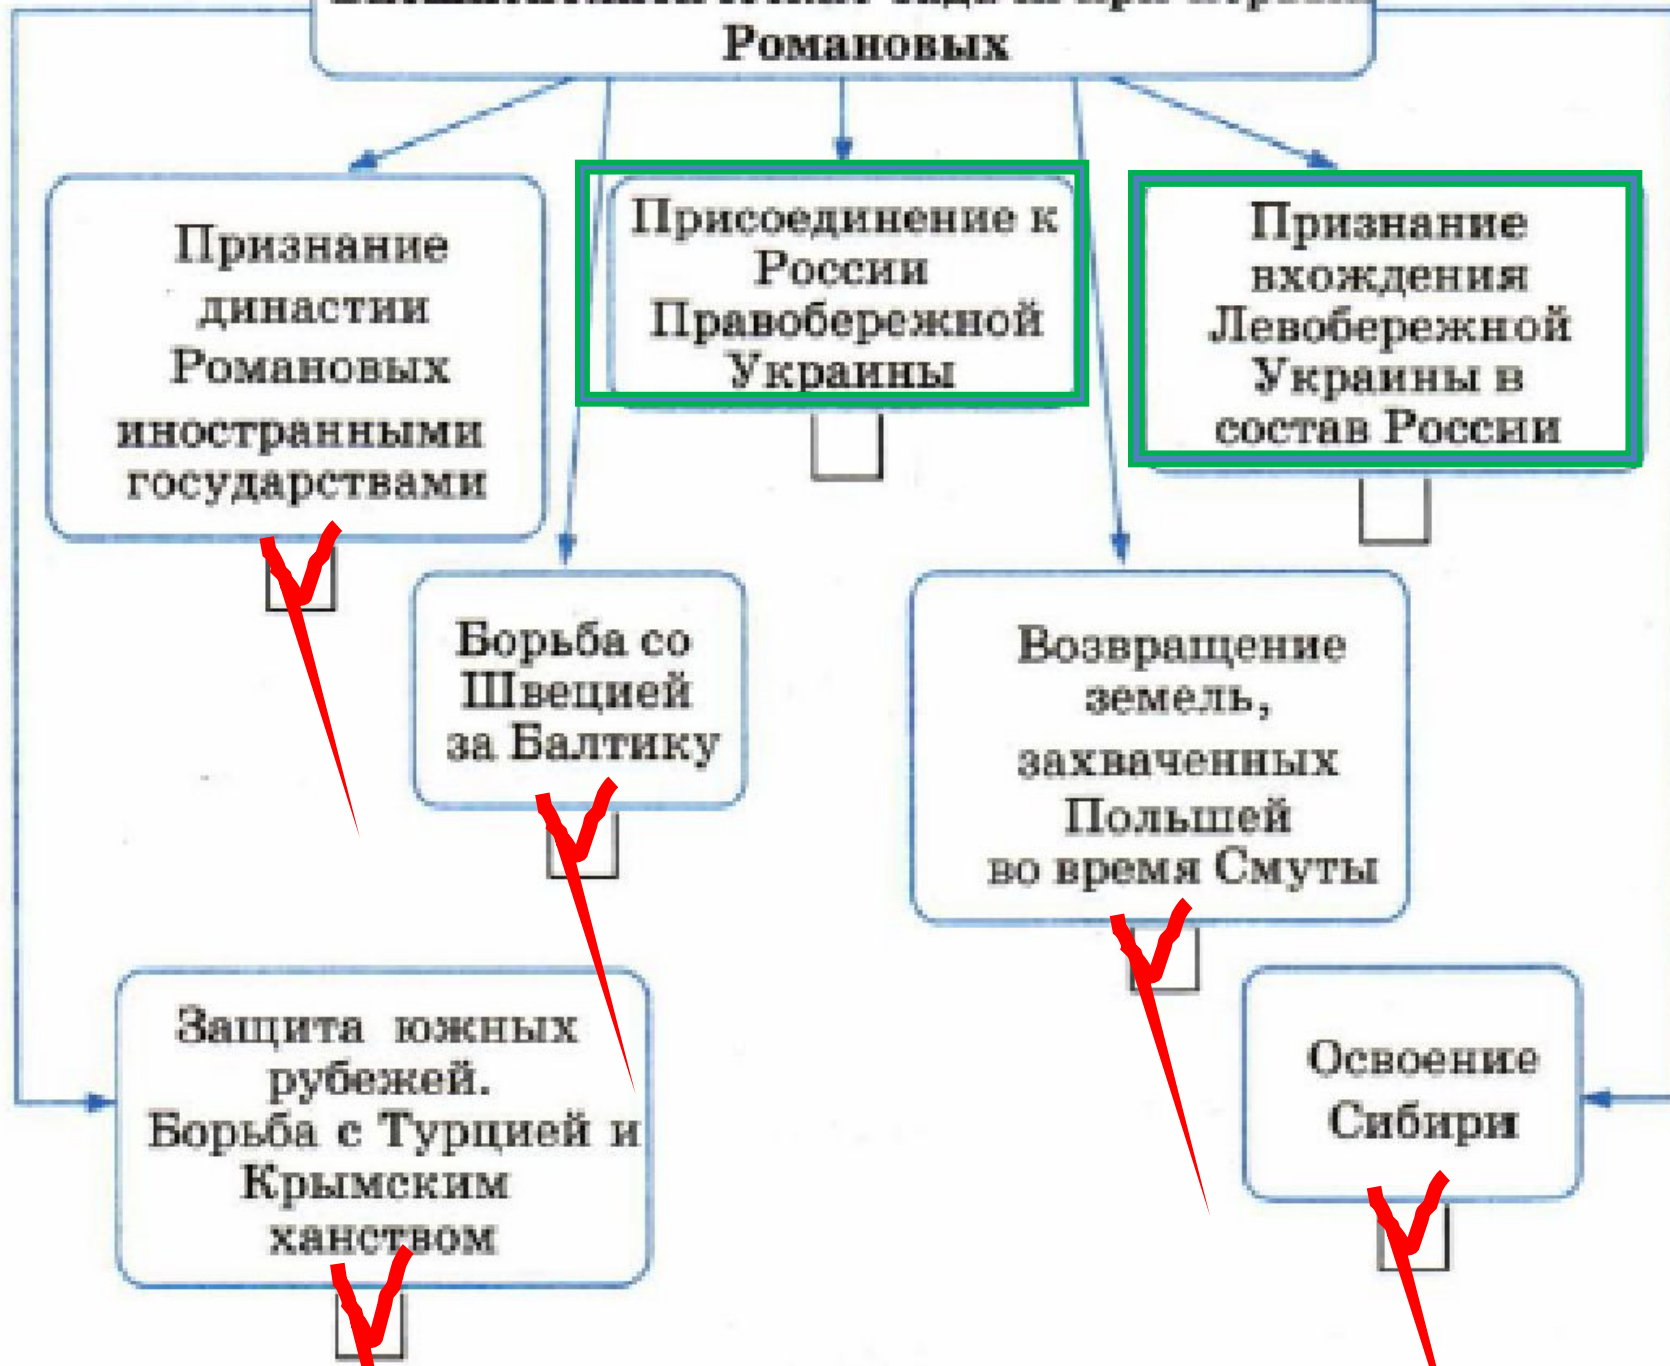 Романовых
Признание
династии
Романовых
иностранными
государствами
Присоединение к
России
Правобережной
Украины
Признание
вхождения
Левобережной
Украины в
состав России
Борьба со
Швецией
за Балтику
Возвращение
земель,
захваченных
Польшей
во время Смуты
Защита южных
рубежей.
Борьба с Турцией и
Крымским
ханством
Освоение
Сибири